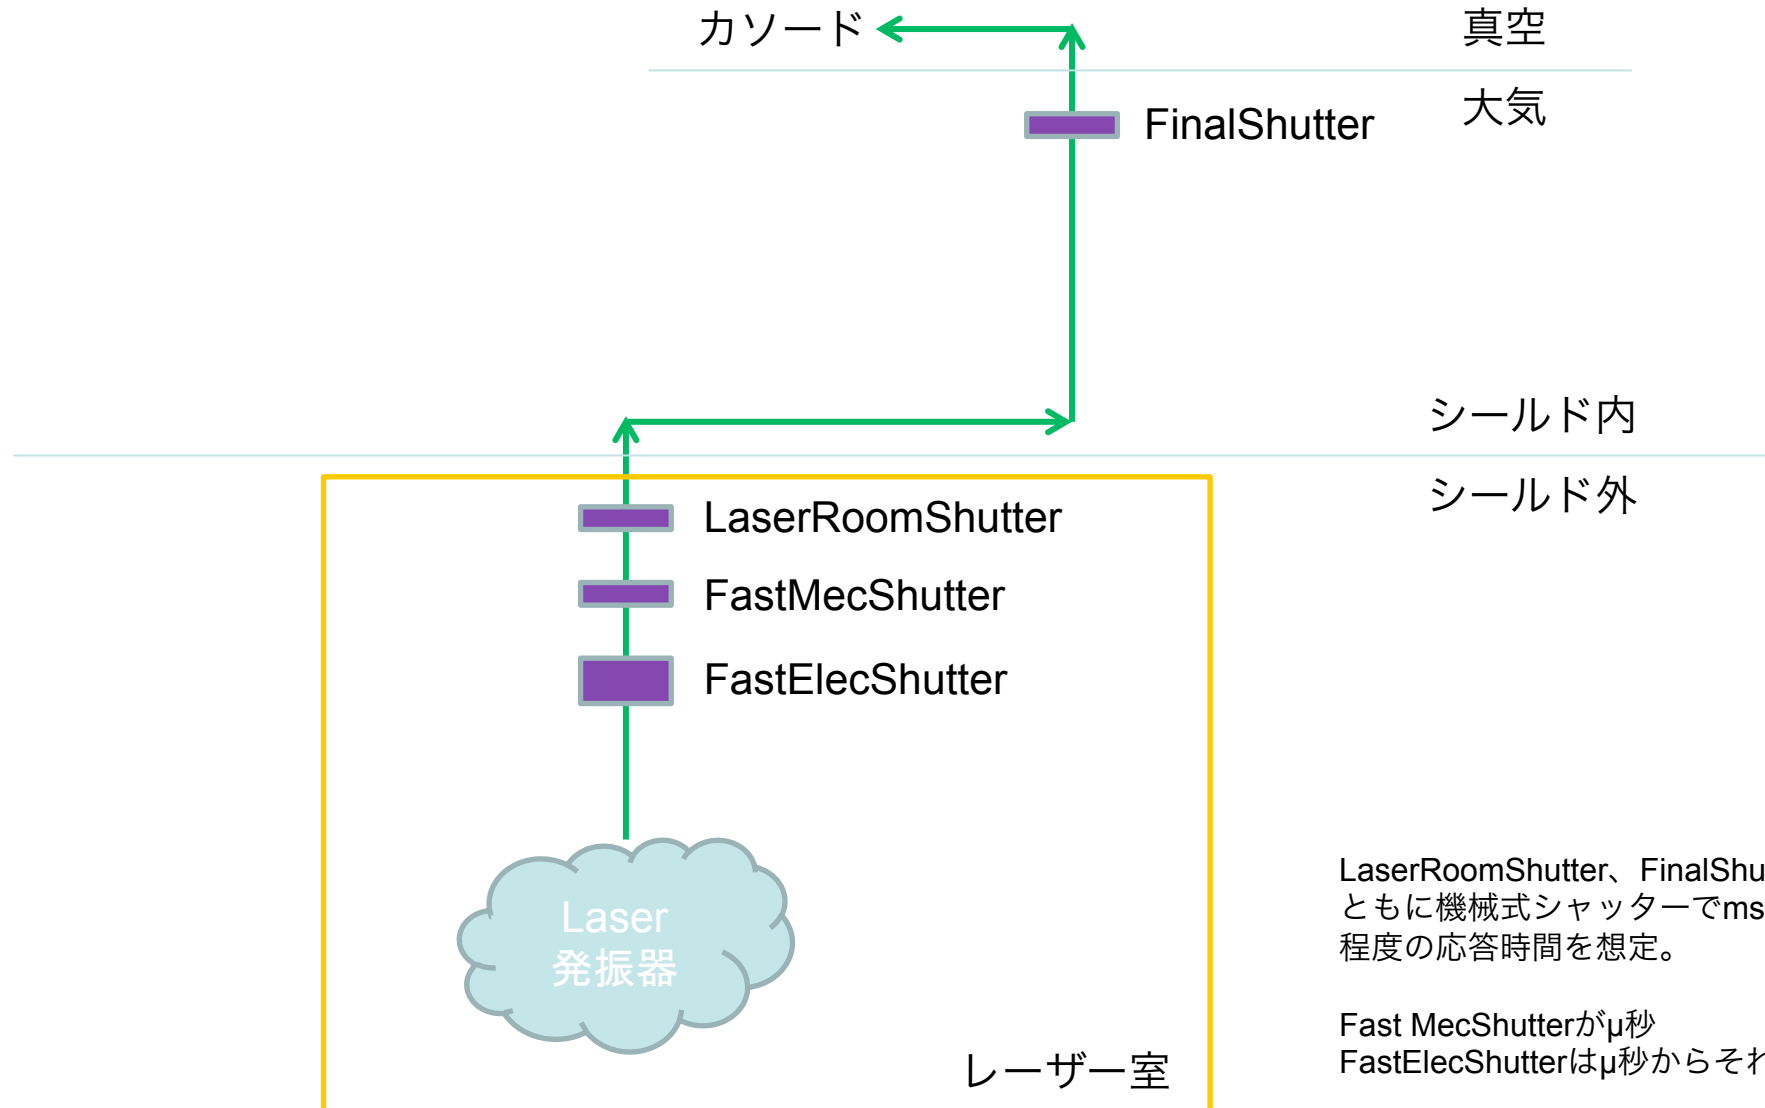 カソード
真空
大気
FinalShutter
シールド内
シールド外
LaserRoomShutter
FastMecShutter
FastElecShutter
Laser
発振器
レーザー室
LaserRoomShutter、
ともに機械式シャッターでms
程度の応答時間を想定。
Fast MecShutterがμ秒
FastElecShutterはμ秒から